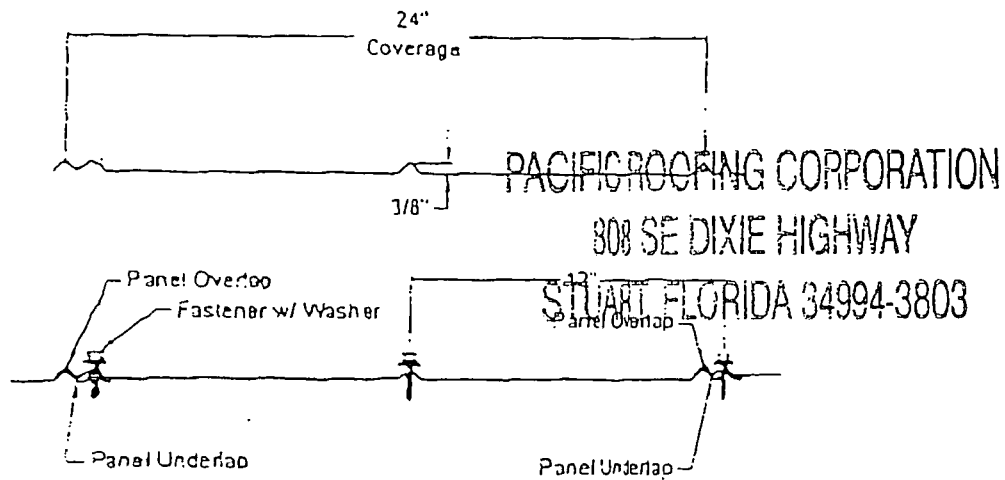 24"
Coverage
3/8"
PACIFIC ROOFING CORPORATION
808 SE DIXIE HIGHWAY
12"
STUART FLORIDA 34994-3803
Panel Overlap
Fastener w/ Washer
Panel Overlap
Panel Underlap
Panel Underlap